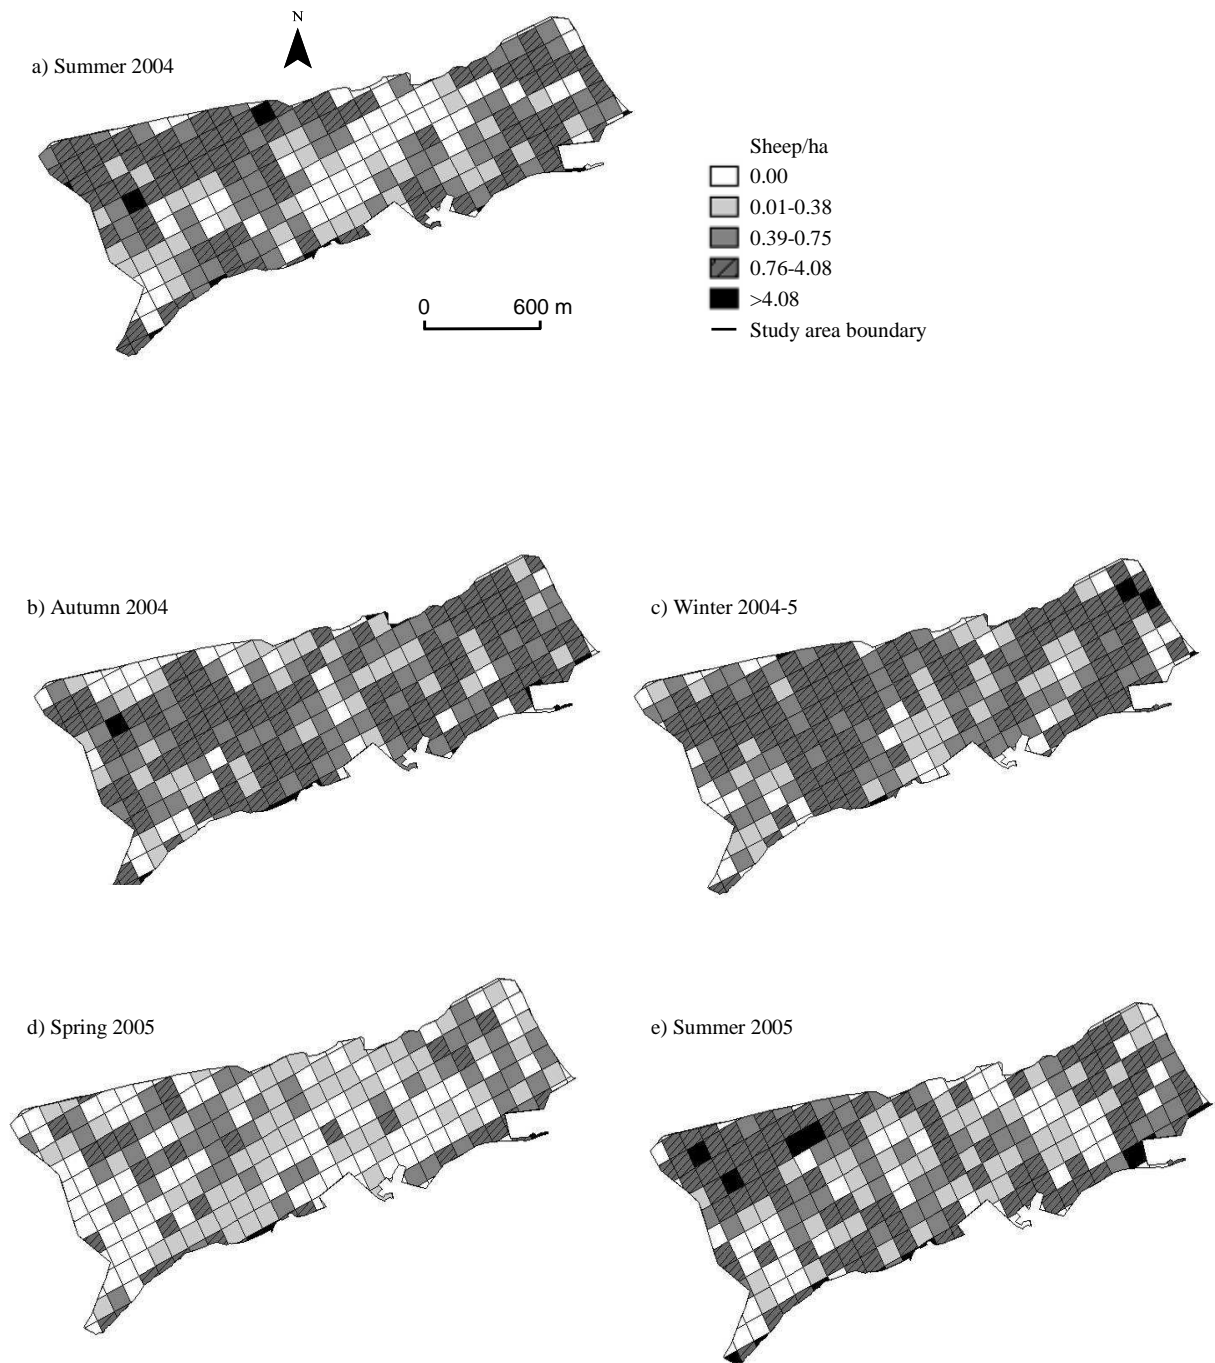 N
a) Summer 2004
Sheep/ha
0.00
0.01-0.38
0.39-0.75
0.76-4.08
>4.08
Study area boundary
0 600 m
b) Autumn 2004
c) Winter 2004-5
d) Spring 2005
e) Summer 2005